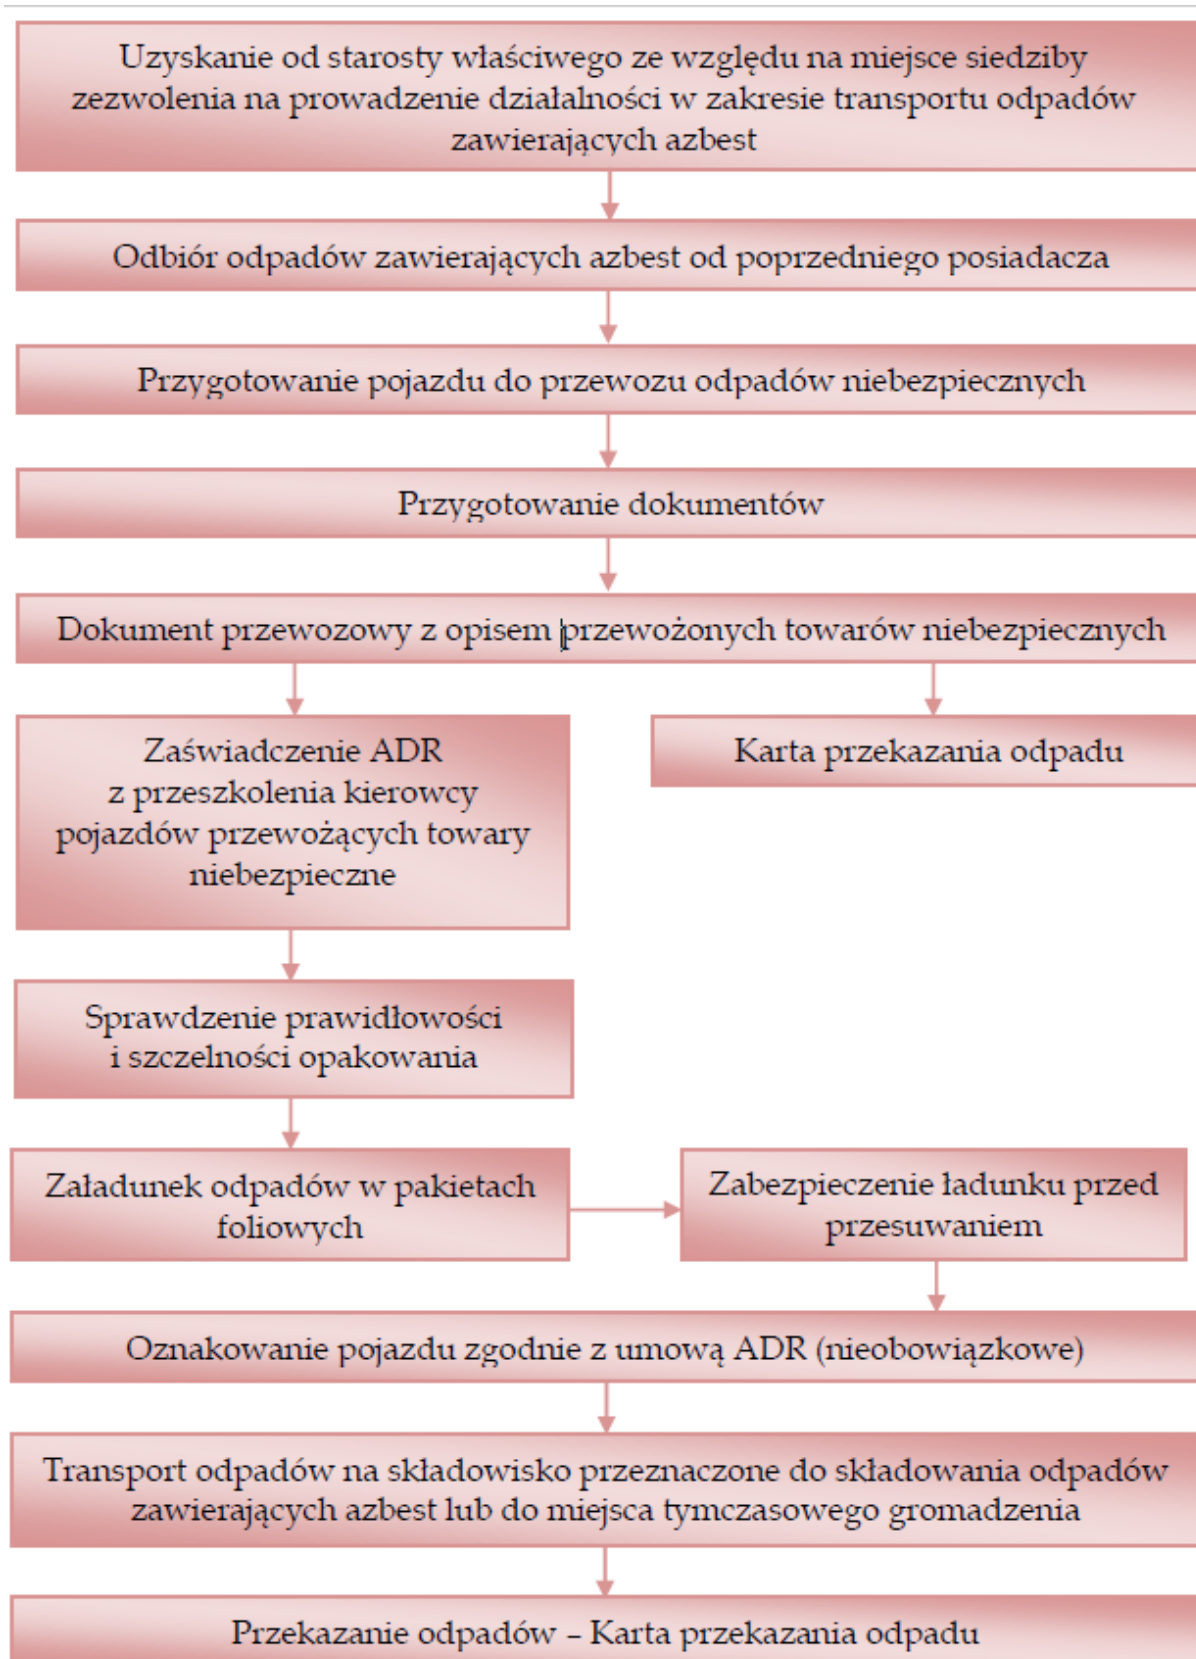 Uzyskanie od starosty właściwego ze względu na miejsce siedziby
zezwolenia na prowadzenie działalności w zakresie transportu odpadów
zawierających azbest
Odbiór odpadów zawierających azbest od poprzedniego posiadacza
Przygotowanie pojazdu do przewozu odpadów niebezpiecznych
Przygotowanie dokumentów
Dokument przewozowy z opisem przewożonych towarów niebezpiecznych
Zaświadczenie ADR
z przeszkolenia kierowcy
pojazdów przewożących towary
niebezpieczne
Karta przekazania odpadu
Sprawdzenie prawidłowości
i szczelności opakowania
Załadunek odpadów w pakietach
foliowych
Zabezpieczenie ładunku przed
przesuwaniem
Oznakowanie pojazdu zgodnie z umową ADR (nieobowiązkowe)
Transport odpadów na składowisko przeznaczone do składowania odpadów
zawierających azbest lub do miejsca tymczasowego gromadzenia
Przekazanie odpadów – Karta przekazania odpadu